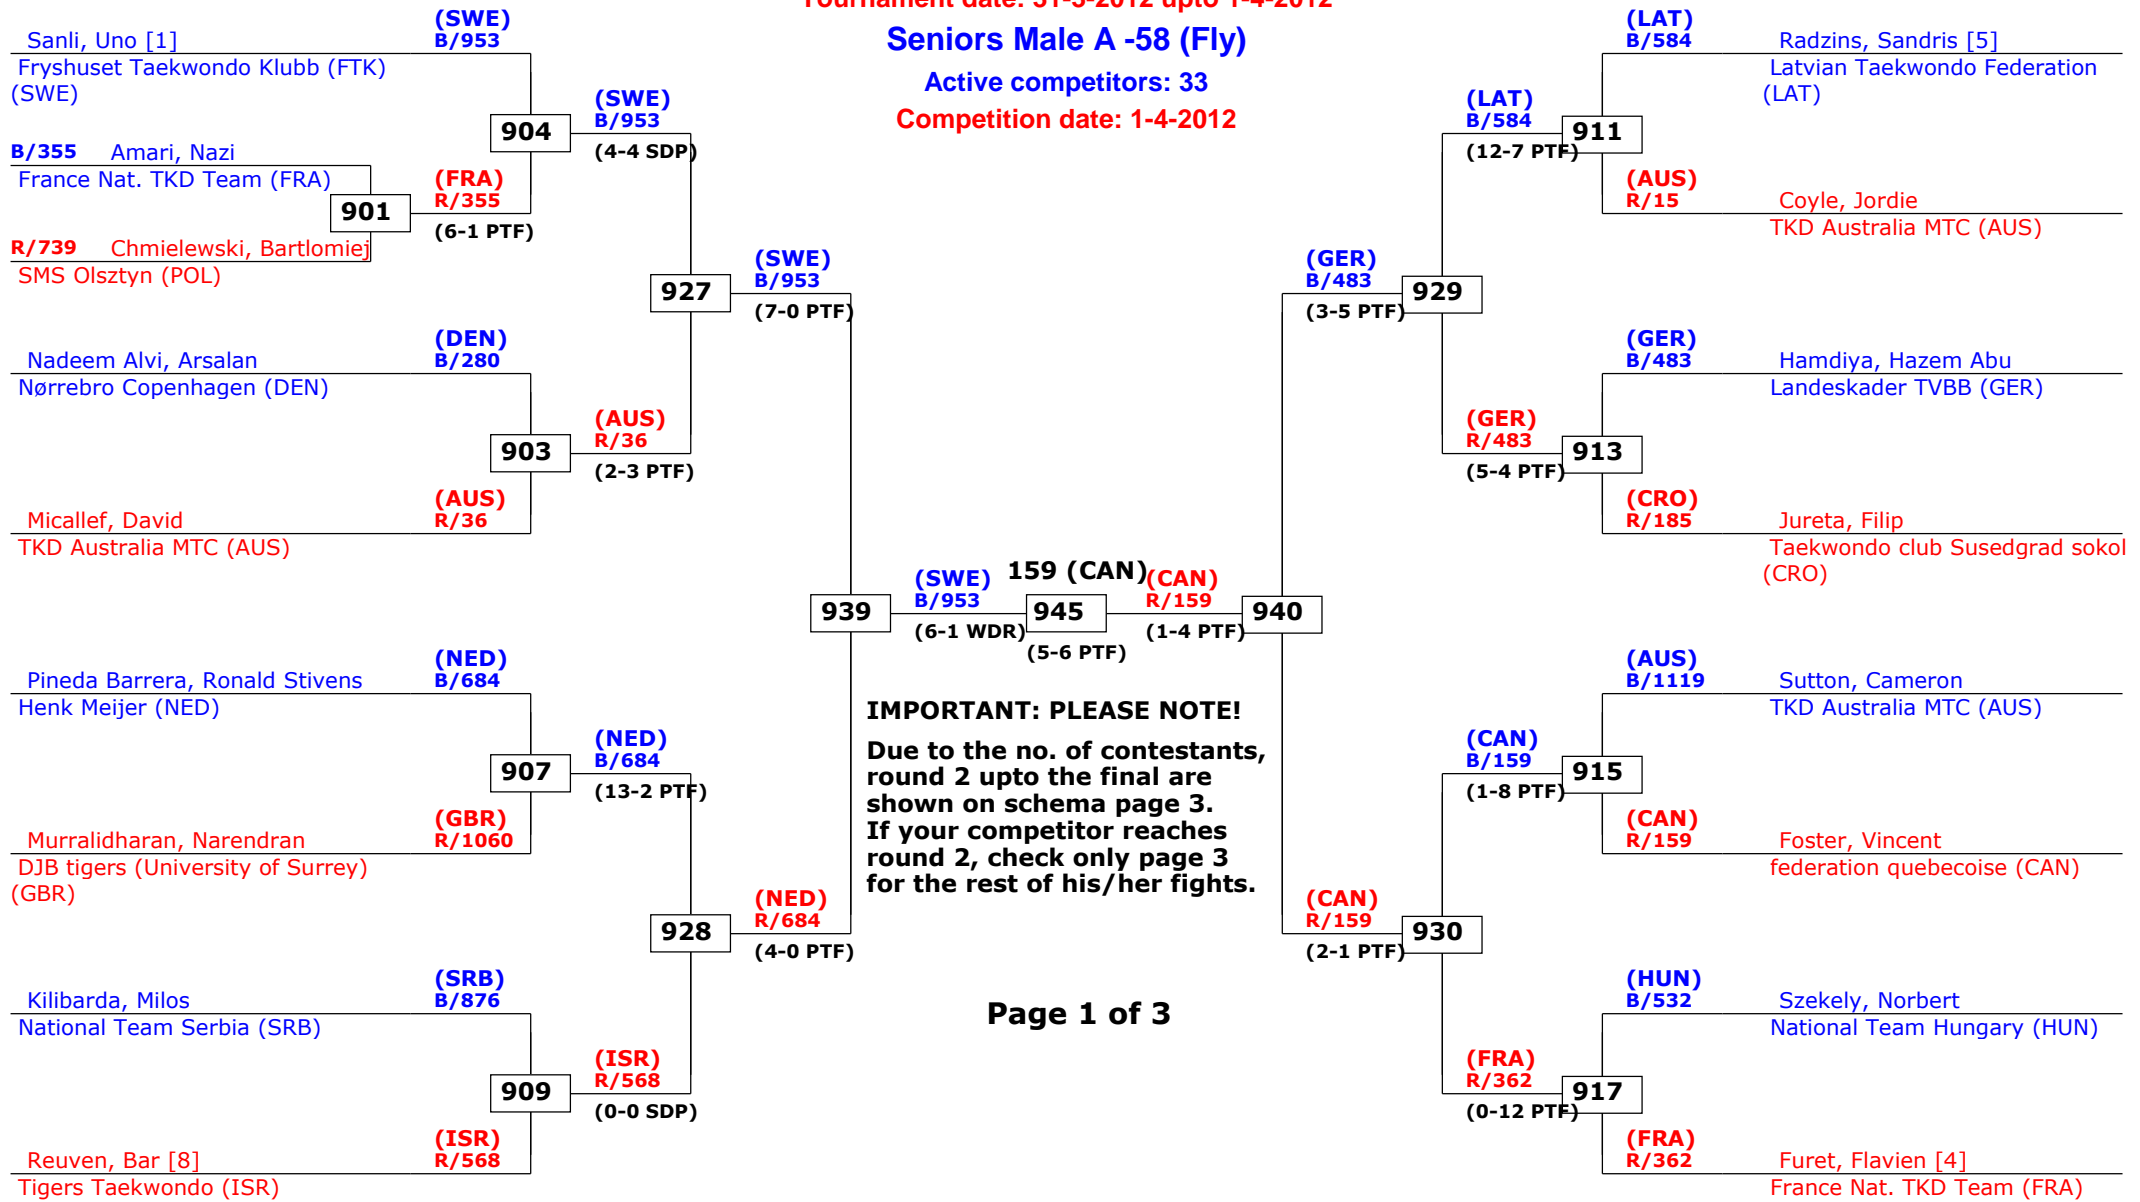 Tournament date: 31-3-2012 upto 1-4-2012
Seniors Male A -58 (Fly)
Active competitors: 33
Competition date: 1-4-2012
(SWE)
B/953
Sanli, Uno [1]
Fryshuset Taekwondo Klubb (FTK)
(SWE)
904
(SWE)
B/953
(4-4 SDP)
B/355 Amari, Nazi
France Nat. TKD Team (FRA)
901
(FRA)
R/355
(6-1 PTF)
R/739 Chmielewski, Bartlomiej
SMS Olsztyn (POL)
927
(SWE)
B/953
(7-0 PTF)
(DEN)
B/280
Nadeem Alvi, Arsalan
Nørrebro Copenhagen (DEN)
903
(AUS)
R/36
(2-3 PTF)
(AUS)
R/36
Micallef, David
TKD Australia MTC (AUS)
939
(SWE)
B/953
(6-1 WDR)
159 (CAN)
945
(5-6 PTF)
(CAN)
R/159
(1-4 PTF)
940
(NED)
B/684
Pineda Barrera, Ronald Stivens
Henk Meijer (NED)
907
(NED)
B/684
(13-2 PTF)
(GBR)
R/1060
Murralidharan, Narendran
DJB tigers (University of Surrey)
(GBR)
928
(NED)
R/684
(4-0 PTF)
(SRB)
B/876
Kilibarda, Milos
National Team Serbia (SRB)
909
(ISR)
R/568
(0-0 SDP)
(ISR)
R/568
Reuven, Bar [8]
Tigers Taekwondo (ISR)
IMPORTANT: PLEASE NOTE!
Due to the no. of contestants,
round 2 upto the final are
shown on schema page 3.
If your competitor reaches
round 2, check only page 3
for the rest of his/her fights.
Page 1 of 3
(LAT)
B/584
Radzins, Sandris [5]
Latvian Taekwondo Federation
(LAT)
(LAT)
B/584
(12-7 PTF)
911
(AUS)
R/15
Coyle, Jordie
TKD Australia MTC (AUS)
(GER)
B/483
(3-5 PTF)
929
(GER)
B/483
Hamdiya, Hazem Abu
Landeskader TVBB (GER)
(GER)
R/483
(5-4 PTF)
913
(CRO)
R/185
Jureta, Filip
Taekwondo club Susedgrad sokol
(CRO)
(AUS)
B/1119
Sutton, Cameron
TKD Australia MTC (AUS)
(CAN)
B/159
(1-8 PTF)
915
(CAN)
R/159
Foster, Vincent
federation quebecoise (CAN)
(CAN)
R/159
(2-1 PTF)
930
(HUN)
B/532
Szekely, Norbert
National Team Hungary (HUN)
(FRA)
R/362
(0-12 PTF)
917
(FRA)
R/362
Furet, Flavien [4]
France Nat. TKD Team (FRA)